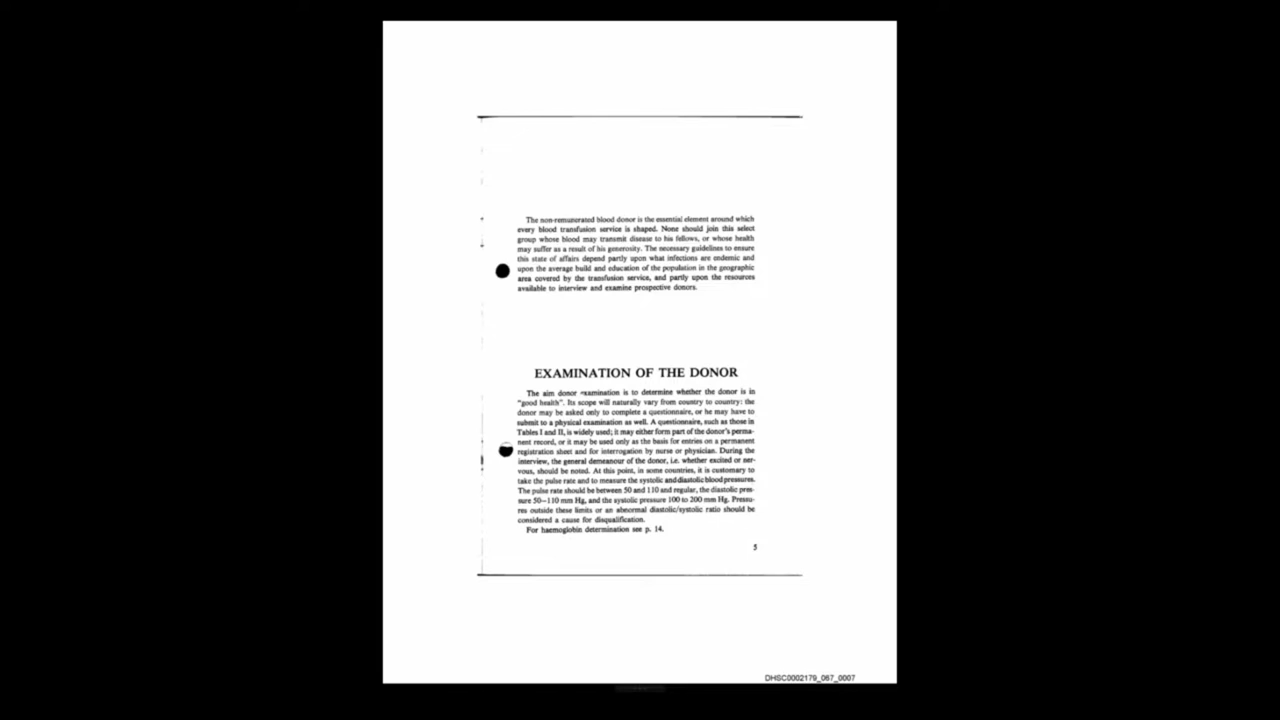 The non-remunerated blood donor is the essential element around which
every blood transfusion service is shaped. None should join this select
group whose blood may transmit disease to his fellows, or whose health
may suffer as a result of his generosity. The necessary guidelines to ensure
this state of affairs depend partly upon what infections are endemic and
upon the average build and education of the population in the geographic
area covered by the transfusion service, and partly upon the resources
available to interview and examine prospective donors.
EXAMINATION OF THE DONOR
The aim donor examination is to determine whether the donor is in
"good health". Its scope will naturally vary from country to country: the
donor may be asked only to complete a questionnaire, or he may have to
submit to a physical examination as well. A questionnaire, such as those in
Tables I and II, is widely used; it may either form part of the donor's perma-
nent record, or it may be used only as the basis for entries on a permanent
registration sheet and for interrogation by nurse or physician. During the
interview, the general demeanour of the donor, i.e. whether excited or ner-
vous, should be noted. At this point, in some countries, it is customary to
take the pulse rate and to measure the systolic and diastolic blood pressures.
The pulse rate should be between 50 and 110 and regular, the diastolic pres-
sure 50—110 mm Hg, and the systolic pressure 100 to 200 mm Hg. Pressu-
res outside these limits or an abnormal diastolic/systolic ratio should be
considered a cause for disqualification.
For haemoglobin determination see p. 14.
5
DHSC0002179_067_0007